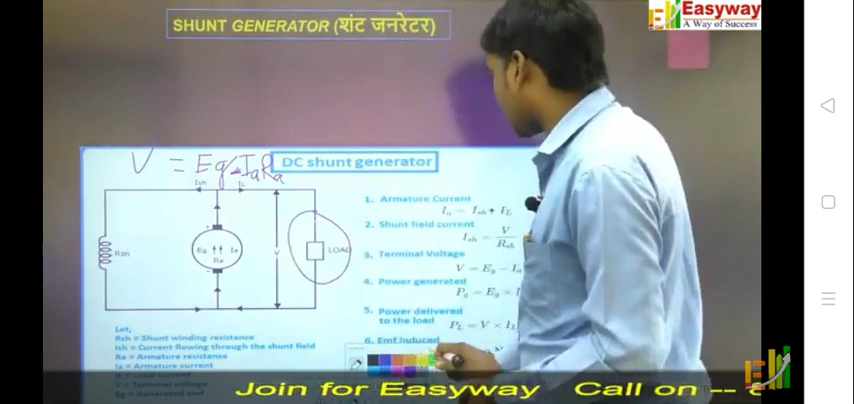 SHUNT GENERATOR (शंट जनरेटर)
Easyway
A Way of Success
V = Eg - IaRa
DC shunt generator
Ish
IL
Rsh
+
Eg ↑↑ Ia
Ra
-
V
LOAD
1. Armature Current
Ia = Ish + IL
2. Shunt field current
Ish = V / Rsh
3. Terminal Voltage
V = Eg − Ia
4. Power generated
Pg = Eg × I
5. Power delivered
to the load
PL = V × IL
6. Emf Induced
Let,
Rsh = Shunt winding resistance
Ish = Current flowing through the shunt field
Ra = Armature resistance
Ia = Armature current
V = Terminal voltage
Eg = Generated emf
Join for Easyway Call on --